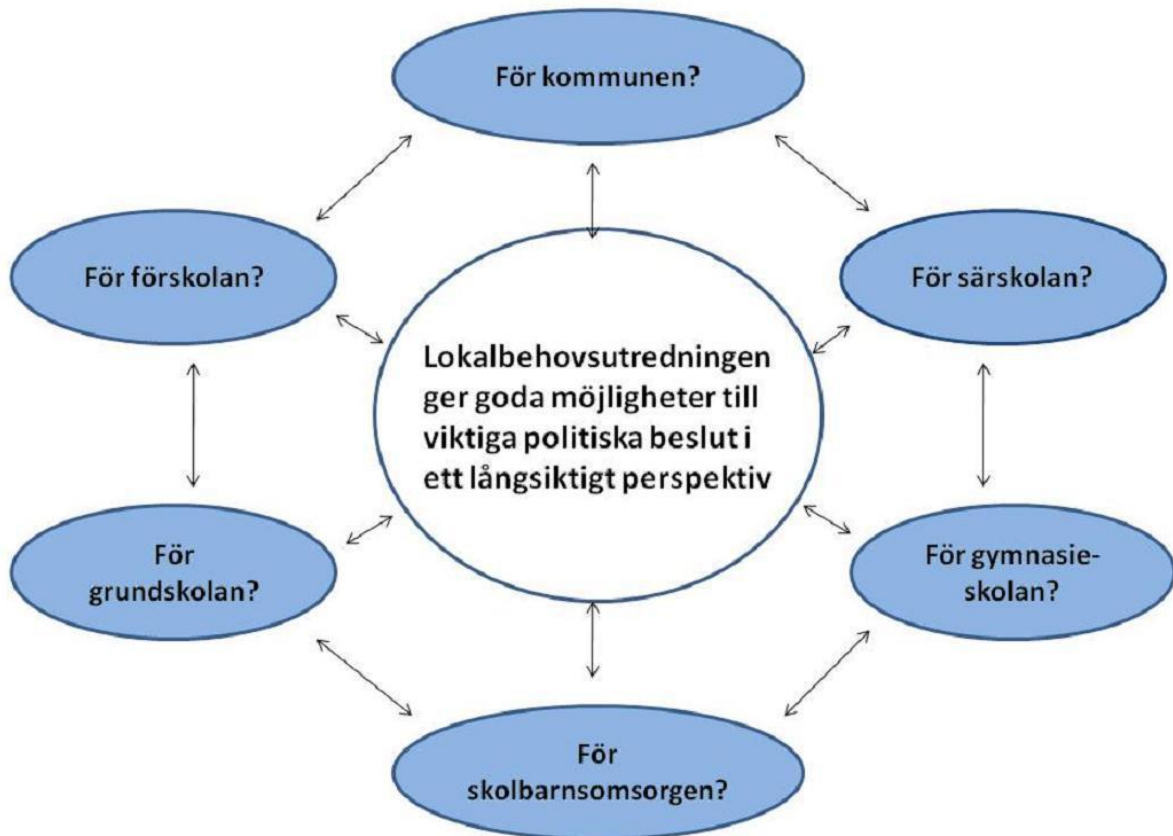 För kommunen?
För förskolan?
För särskolan?
Lokalbehovsutredningen
ger goda möjligheter till
viktiga politiska beslut i
ett långsiktigt perspektiv
För
grundskolan?
För gymnasie-
skolan?
För
skolbarnsomsorgen?